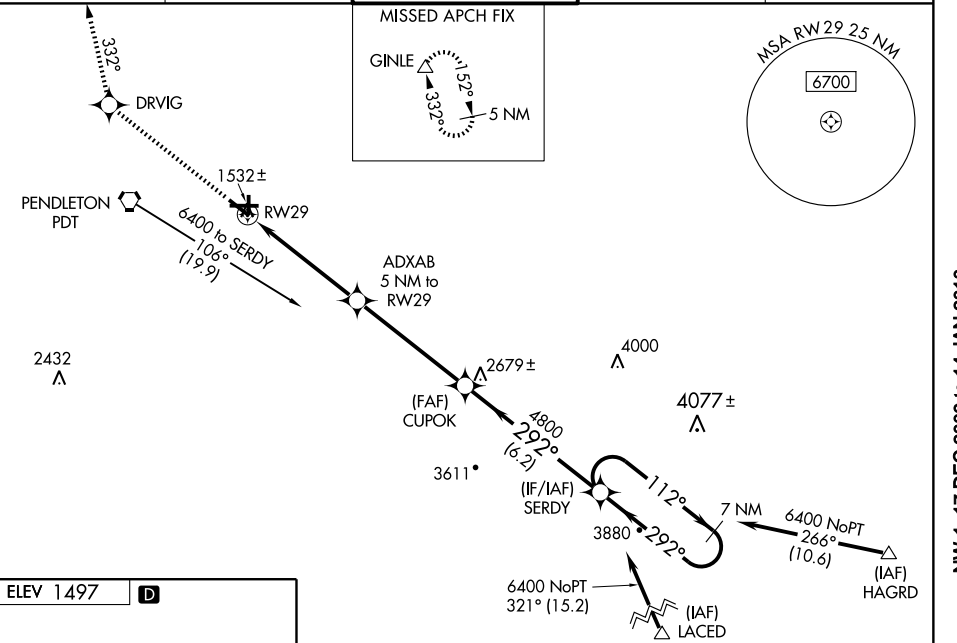 MISSED APCH FIX
GINLE
152°
332°
5 NM
MSA RW 29 25 NM
6700
332°
DRVIG
1532±
RW29
PENDLETON
PDT
6400 to SERDY
106°
(19.9)
ADXAB
5 NM to
RW29
2432
2679±
4000
4077±
(FAF)
CUPOK
4800
292°
(6.2)
3611
(IF/IAF)
SERDY
112°
7 NM
3880
292°
6400 NoPT
266°
(10.6)
(IAF)
HAGRD
6400 NoPT
321° (15.2)
(IAF)
LACED
ELEV 1497
D